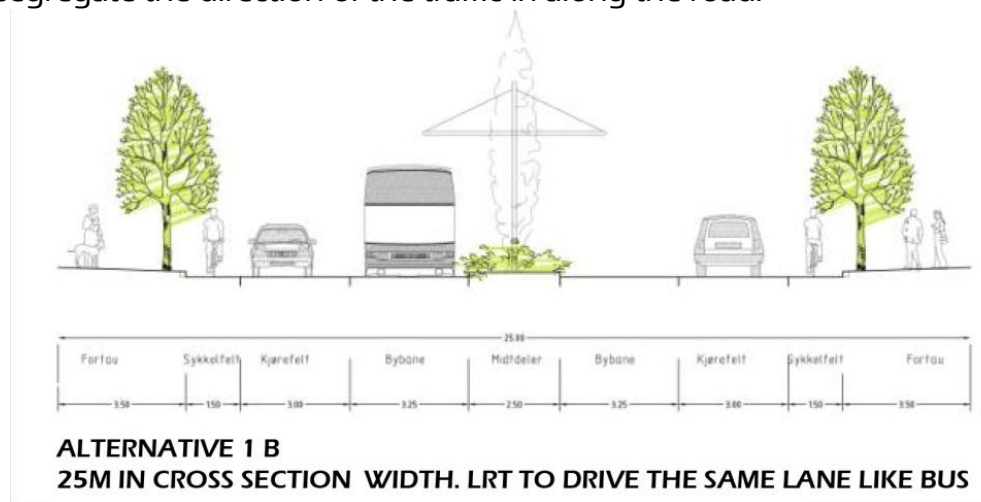 segregate the direction of the traffic in along the road.
25.00
Fortau Sykkelfelt Kjørefelt Bybane Midtdeler Bybane Kjørefelt Sykkelfelt Fortau
3.50 1.50 3.00 3.25 2.50 3.25 3.00 1.50 3.50
ALTERNATIVE 1 B
25M IN CROSS SECTION WIDTH. LRT TO DRIVE THE SAME LANE LIKE BUS